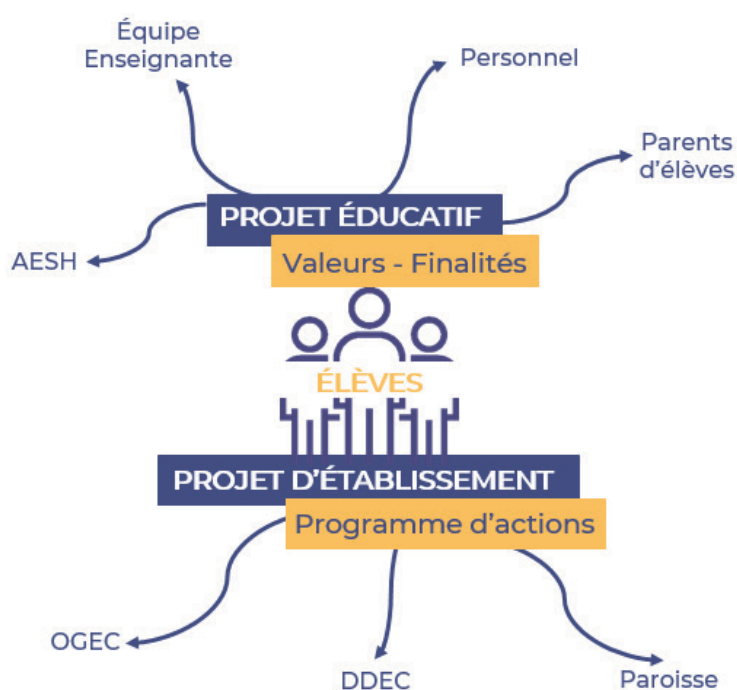 Équipe
Enseignante
Personnel
Parents
d'élèves
PROJET ÉDUCATIF
AESH
Valeurs - Finalités
ÉLÈVES
PROJET D'ÉTABLISSEMENT
Programme d'actions
OGEC
DDEC
Paroisse